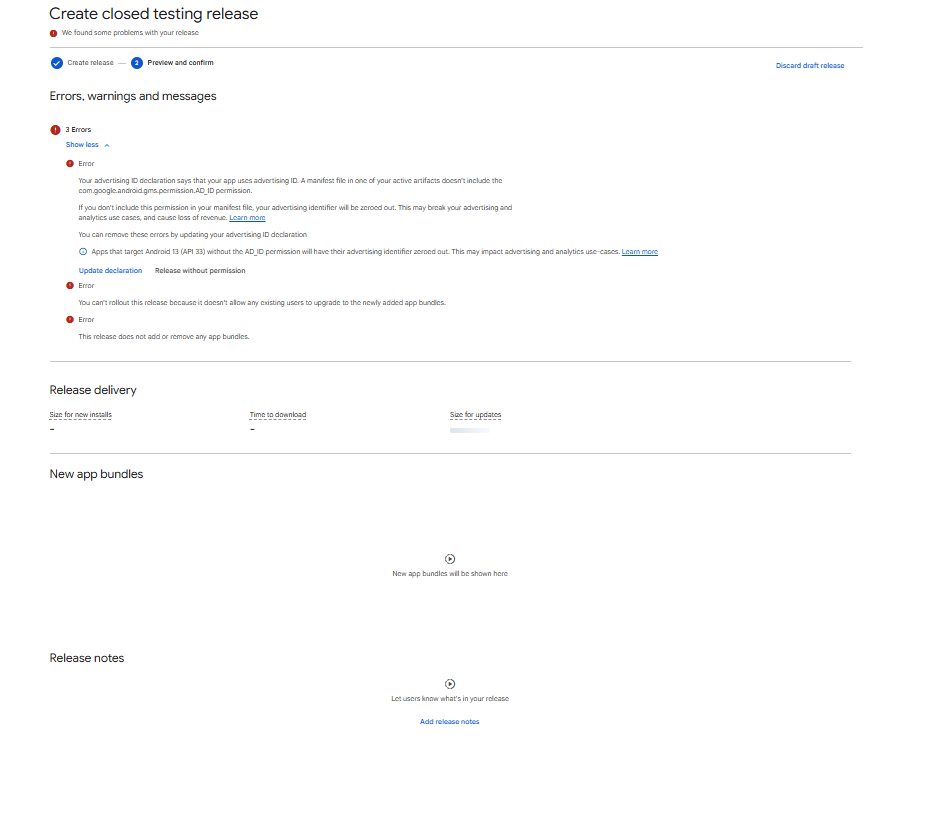 Create closed testing release
We found some problems with your release
Create release
2 Preview and confirm
Discard draft release
Errors, warnings and messages
3 Errors
Show less
Error
Your advertising ID declaration says that your app uses advertising ID. A manifest file in one of your active artifacts doesn't include the
com.google.android.gms.permission.AD_ID permission.
If you don't include this permission in your manifest file, your advertising identifier will be zeroed out. This may break your advertising and
analytics use cases, and cause loss of revenue. Learn more
You can remove these errors by updating your advertising ID declaration
Apps that target Android 13 (API 33) without the AD_ID permission will have their advertising identifier zeroed out. This may impact advertising and analytics use-cases. Learn more
Update declaration Release without permission
Error
You can't rollout this release because it doesn't allow any existing users to upgrade to the newly added app bundles.
Error
This release does not add or remove any app bundles.
Release delivery
Size for new installs Time to download Size for updates
– –
New app bundles
New app bundles will be shown here
Release notes
Let users know what's in your release
Add release notes